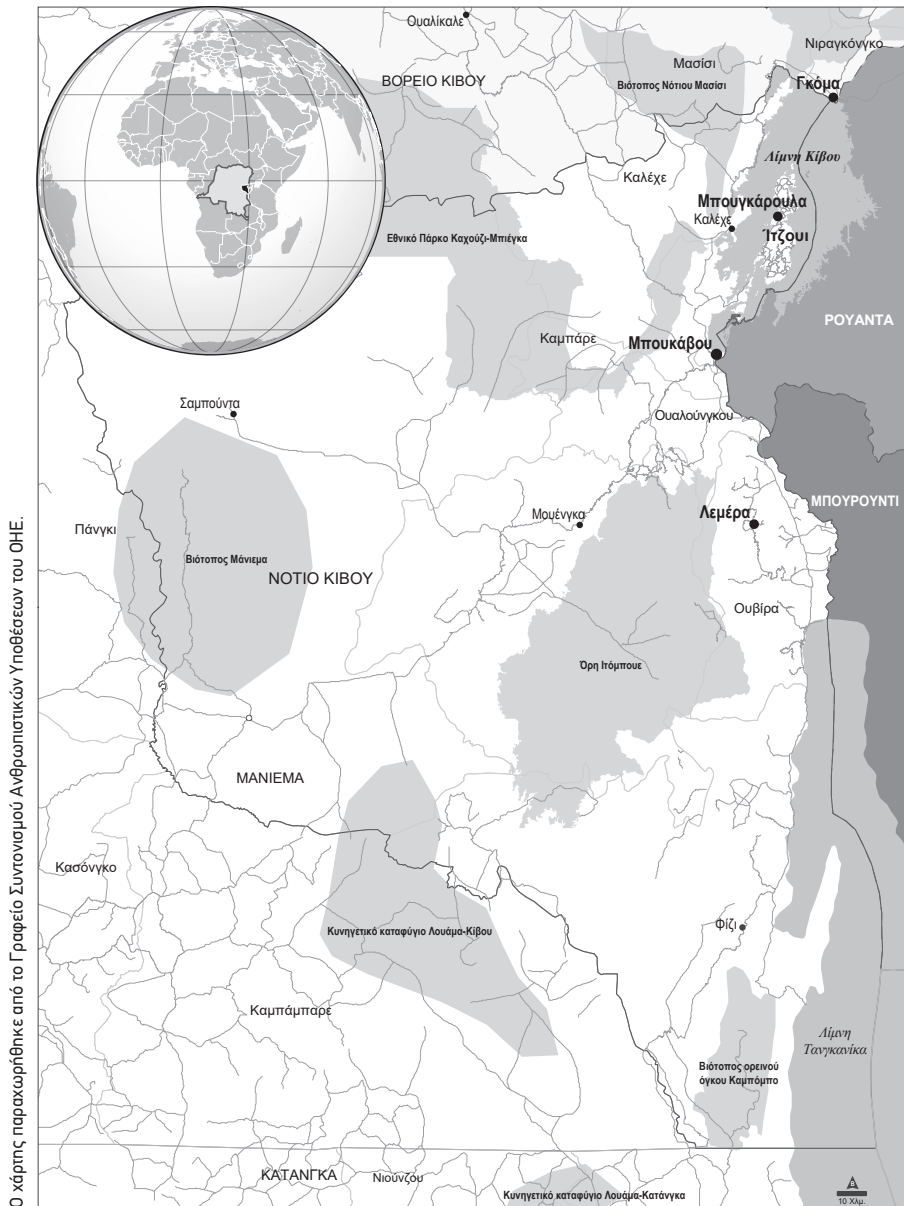 Ουαλίκαλε
Νιραγκόνγκο
Μασίσι
ΒΟΡΕΙΟ ΚΙΒΟΥ
Βιότοπος Νότιου Μασίσι
Γκόμα
Λίμνη Κίβου
Καλέχε
Μπουγκάρουλα
Καλέχε
Ίτζουι
Εθνικό Πάρκο Καχούζι-Μπιέγκα
ΡΟΥΑΝΤΑ
Καμπάρε
Μπουκάβου
Σαμπούντα
Ουαλούνγκου
ΜΠΟΥΡΟΥΝΤΙ
Μουένγκα
Λεμέρα
Πάνγκι
Βιότοπος Μάνιεμα
ΝΟΤΙΟ ΚΙΒΟΥ
Ουβίρα
Όρη Ιτόμπουε
ΜΑΝΙΕΜΑ
Κασόνγκο
Φίζι
Κυνηγετικό καταφύγιο Λουάμα-Κίβου
Καμπάμπαρε
Λίμνη
Τανγκανίκα
Βιότοπος ορεινού
όγκου Καμπόμπο
ΚΑΤΑΝΓΚΑ
Νιούνζου
Κυνηγετικό καταφύγιο Λουάμα-Κατάνγκα
10 Χλμ.
Ο χάρτης παραχωρήθηκε από το Γραφείο Συντονισμού Ανθρωπιστικών Υποθέσεων του ΟΗΕ.